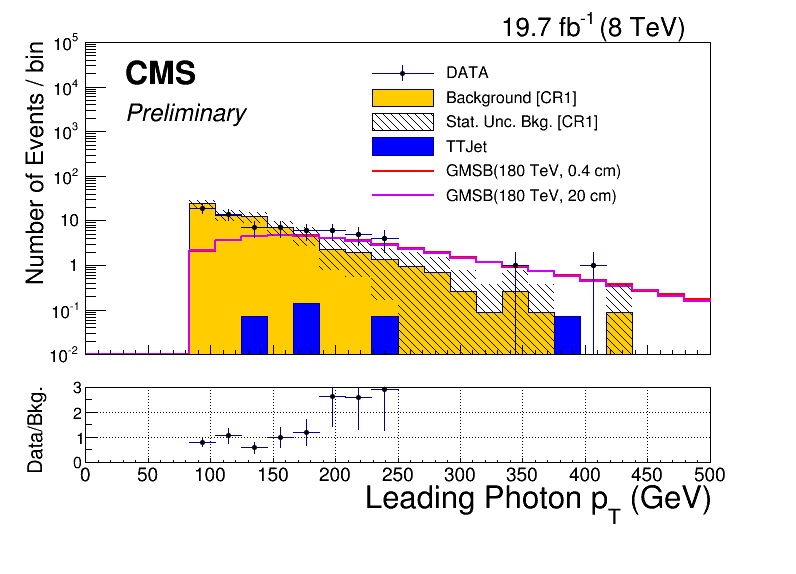 19.7 fb⁻¹ (8 TeV)
Number of Events / bin
10⁵
10⁴
10³
10²
10
1
10⁻¹
10⁻²
CMS
Preliminary
DATA
Background [CR1]
Stat. Unc. Bkg. [CR1]
TTJet
GMSB(180 TeV, 0.4 cm)
GMSB(180 TeV, 20 cm)
Data/Bkg.
3
2
1
0
0 50 100 150 200 250 300 350 400 450 500
Leading Photon p_T (GeV)